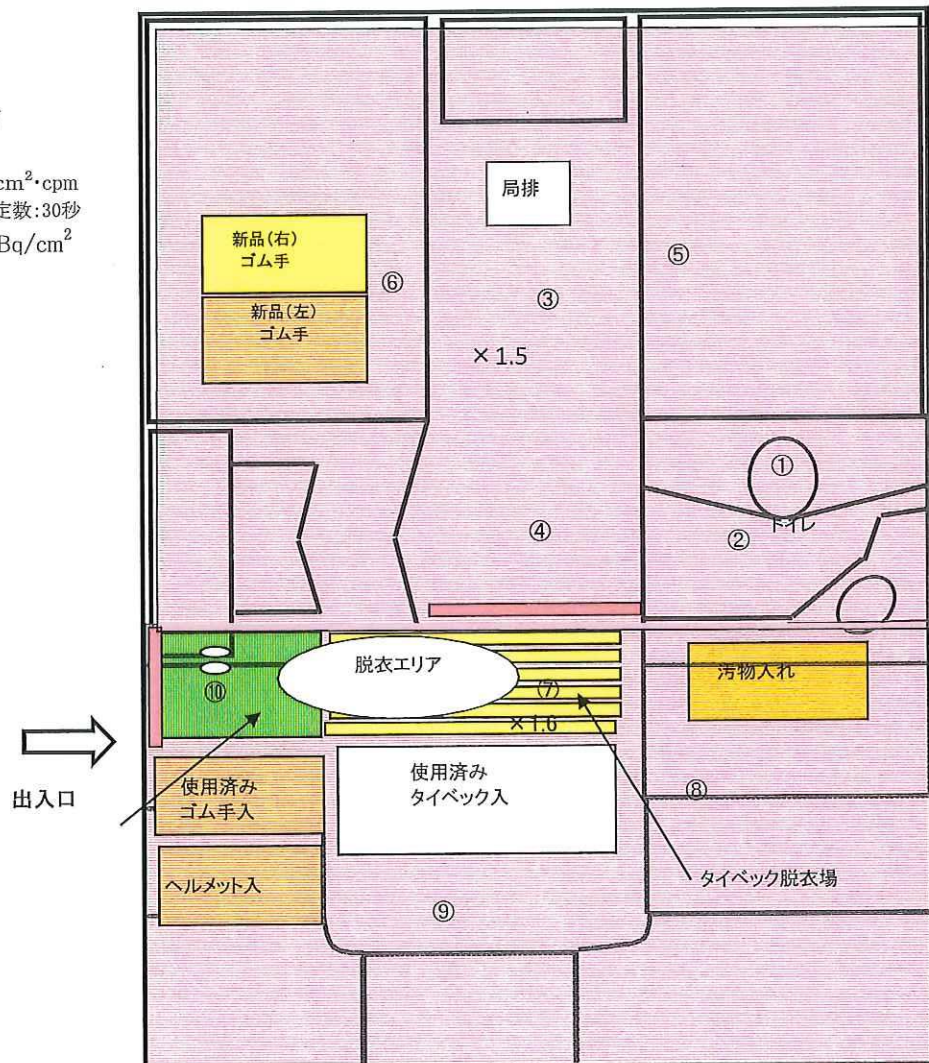 cm²･cpm
定数:30秒
Bq/cm²
局排
新品(右)
ゴム手
新品(左)
ゴム手
⑥
③
⑤
×1.5
①
④
②
トイレ
脱衣エリア
⑩
(7)
×1.6
汚物入れ
出入口
使用済み
ゴム手入
使用済み
タイベック入
⑧
ヘルメット入
タイベック脱衣場
⑨